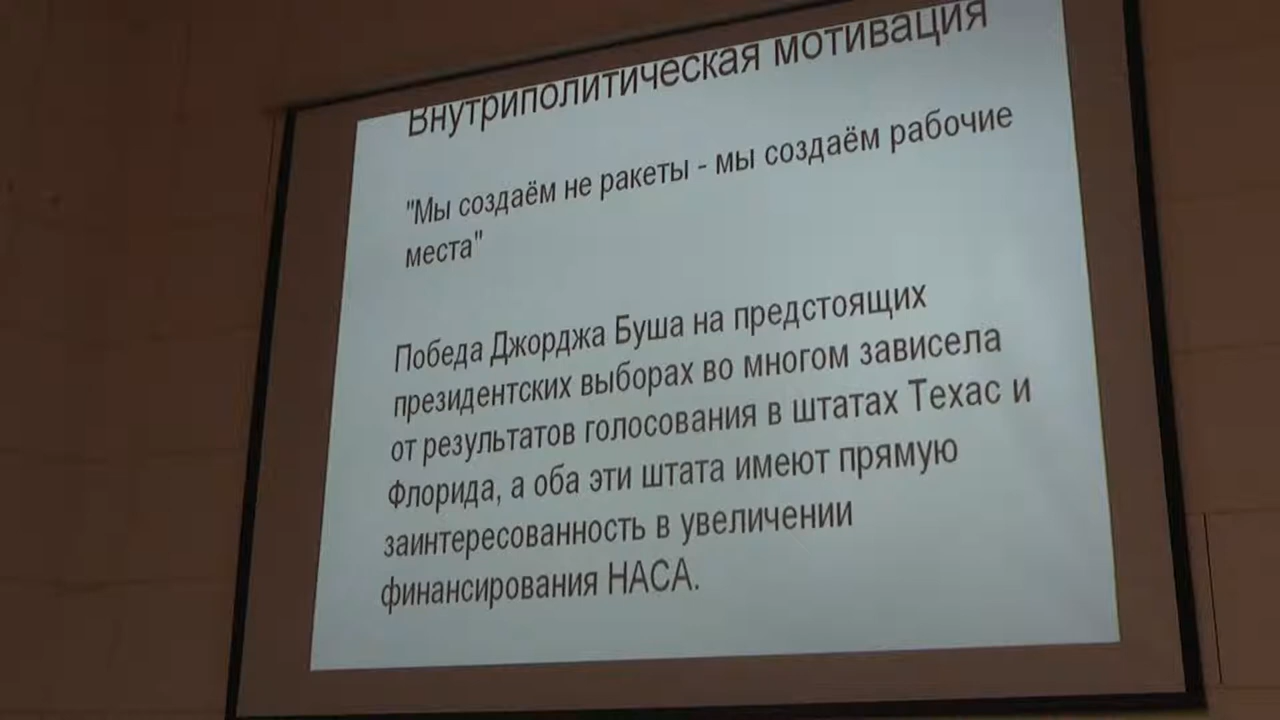 Внутриполитическая мотивация
"Мы создаём не ракеты - мы создаём рабочие
места"
Победа Джорджа Буша на предстоящих
президентских выборах во многом зависела
от результатов голосования в штатах Техас и
Флорида, а оба эти штата имеют прямую
заинтересованность в увеличении
финансирования НАСА.